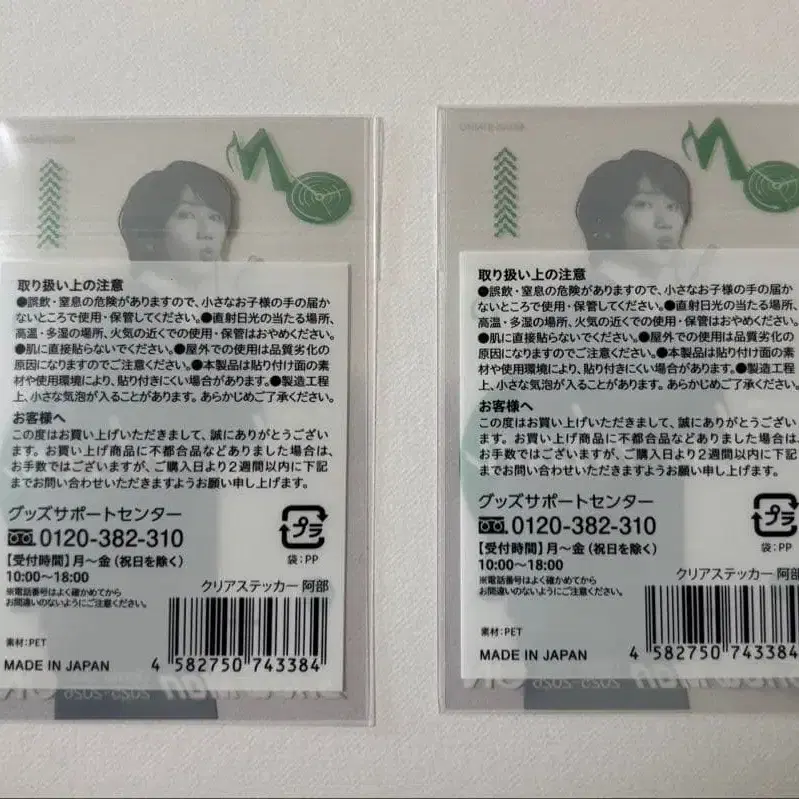 取り扱い上の注意
●誤飲・窒息の危険がありますので、小さなお子様の手の届か
ないところで使用・保管してください。●直射日光の当たる場所、
高温・多湿の場所、火気の近くでの使用・保管はおやめください。
●肌に直接貼らないでください。●屋外での使用は品質劣化の
原因になりますのでご注意ください。●本製品は貼り付け面の素
材や使用環境により、貼り付きにくい場合があります。●製造工程
上、小さな気泡が入ることがあります。あらかじめご了承ください。
お客様へ
この度はお買い上げいただきまして、誠にありがとうござい
ます。お買い上げ商品に不都合品などありました場合は、
お手数ではございますが、ご購入日より2週間以内に下記
までお問い合わせいただきますようお願い申し上げます。
グッズサポートセンター
0120-382-310
【受付時間】月〜金(祝日を除く)
10:00〜18:00
※電話番号はよく確かめてから
お間違いのないようにご注意ください。
プラ
袋:PP
クリアステッカー 阿部
素材:PET
MADE IN JAPAN
4 582750 743384
取り扱い上の注意
●誤飲・窒息の危険がありますので、小さなお子様の手の届か
ないところで使用・保管してください。●直射日光の当たる場所、
高温・多湿の場所、火気の近くでの使用・保管はおやめください。
●肌に直接貼らないでください。●屋外での使用は品質劣化の
原因になりますのでご注意ください。●本製品は貼り付け面の素
材や使用環境により、貼り付きにくい場合があります。●製造工程
上、小さな気泡が入ることがあります。あらかじめご了承ください。
お客様へ
この度はお買い上げいただきまして、誠にありがとうござい
ます。お買い上げ商品に不都合品などありました場合は、
お手数ではございますが、ご購入日より2週間以内に下記
までお問い合わせいただきますようお願い申し上げます。
グッズサポートセンター
0120-382-310
【受付時間】月〜金(祝日を除く)
10:00〜18:00
※電話番号はよく確かめてから
お間違いのないようにご注意ください。
プラ
袋:PP
クリアステッカー 阿部
素材:PET
MADE IN JAPAN
4 582750 743384